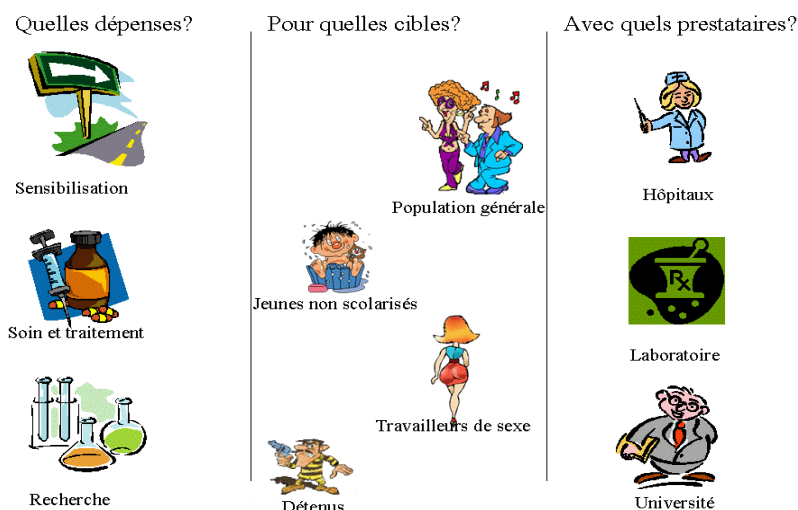 Quelles dépenses?
Sensibilisation
Soin et traitement
Recherche
Pour quelles cibles?
Population générale
Jeunes non scolarisés
Travailleurs de sexe
Détenus
Avec quels prestataires?
Hôpitaux
Rx
Laboratoire
Université